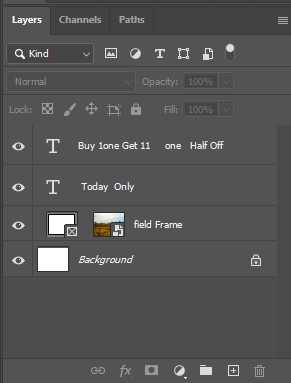 Layers Channels Paths
Kind T
Normal Opacity: 100%
Lock: Fill: 100%
T Buy 1one Get 11 one Half Off
T Today Only
field Frame
Background
fx